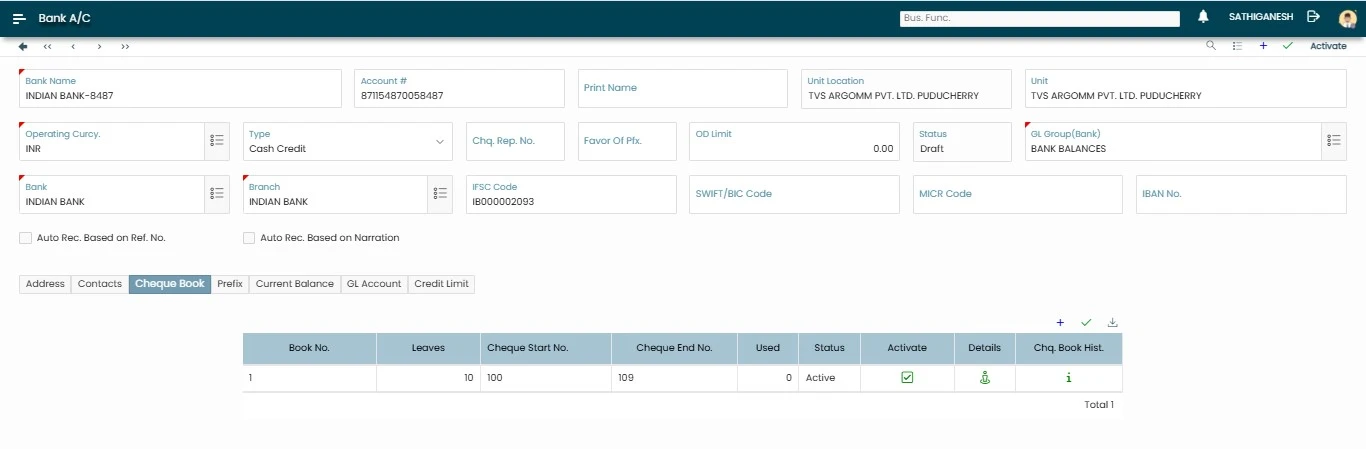 Bank A/C
Bus. Func.
SATHIGANESH
Activate
Bank Name
INDIAN BANK-8487
Account #
871154870058487
Print Name
Unit Location
TVS ARGOMM PVT. LTD. PUDUCHERRY
Unit
TVS ARGOMM PVT. LTD. PUDUCHERRY
Operating Curcy.
INR
Type
Cash Credit
Chq. Rep. No.
Favor Of Pfx.
OD Limit
0.00
Status
Draft
GL Group(Bank)
BANK BALANCES
Bank
INDIAN BANK
Branch
INDIAN BANK
IFSC Code
IB000002093
SWIFT/BIC Code
MICR Code
IBAN No.
Auto Rec. Based on Ref. No.
Auto Rec. Based on Narration
Address Contacts Cheque Book Prefix Current Balance GL Account Credit Limit
Book No. Leaves Cheque Start No. Cheque End No. Used Status Activate Details Chq. Book Hist.
1 10 100 109 0 Active
Total 1